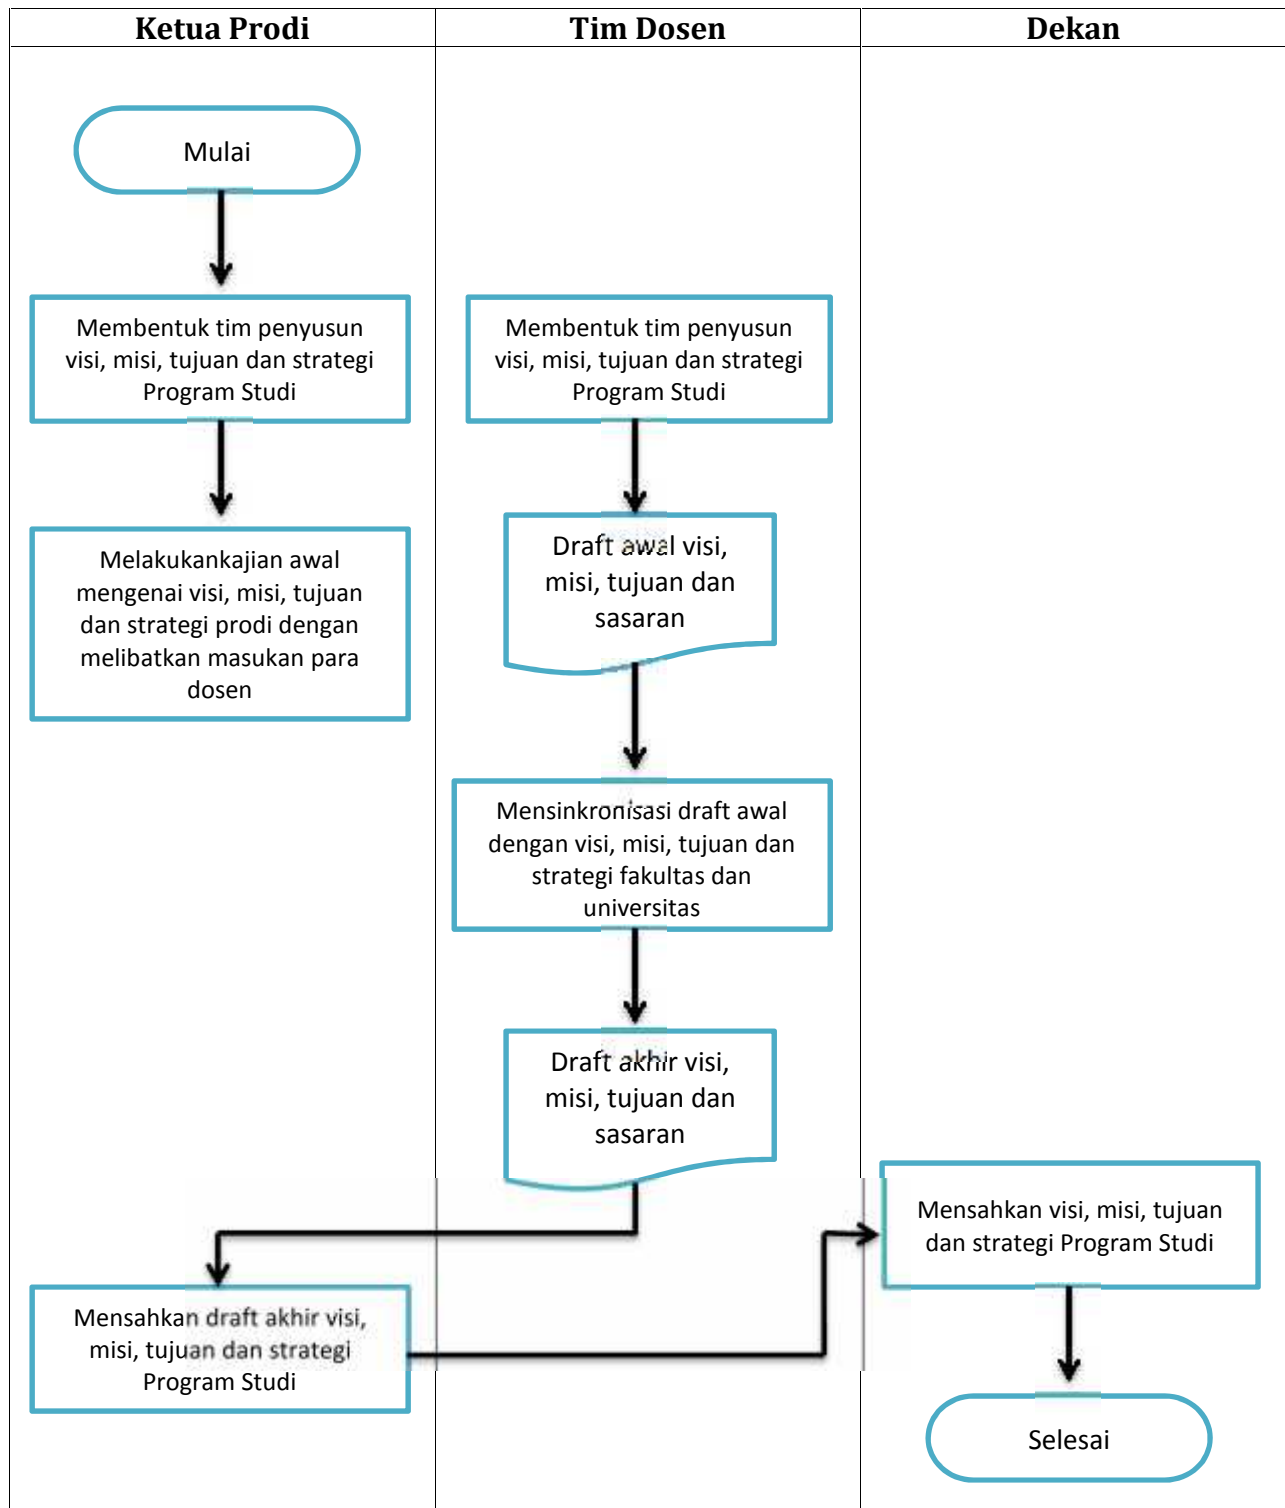 Ketua Prodi
Tim Dosen
Dekan
Mulai
Membentuk tim penyusun
visi, misi, tujuan dan strategi
Program Studi
Membentuk tim penyusun
visi, misi, tujuan dan strategi
Program Studi
Melakukankajian awal
mengenai visi, misi, tujuan
dan strategi prodi dengan
melibatkan masukan para
dosen
Draft awal visi,
misi, tujuan dan
sasaran
Mensinkronisasi draft awal
dengan visi, misi, tujuan dan
strategi fakultas dan
universitas
Draft akhir visi,
misi, tujuan dan
sasaran
Mensahkan draft akhir visi,
misi, tujuan dan strategi
Program Studi
Mensahkan visi, misi, tujuan
dan strategi Program Studi
Selesai